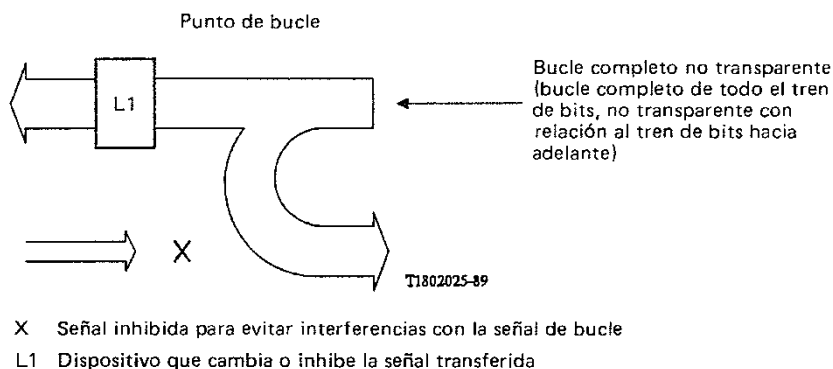 Punto de bucle
L1
Bucle completo no transparente
(bucle completo de todo el tren
de bits, no transparente con
relación al tren de bits hacia
adelante)
X
T1802025-89
X Señal inhibida para evitar interferencias con la señal de bucle
L1 Dispositivo que cambia o inhibe la señal transferida